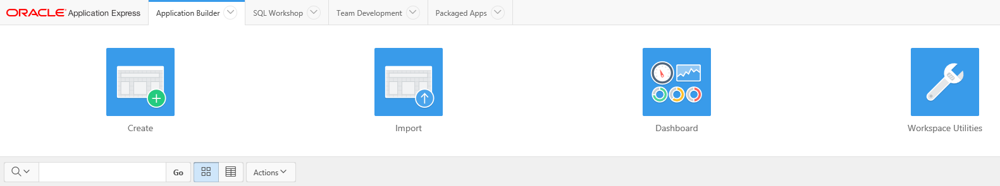 ORACLE Application Express Application Builder SQL Workshop Team Development Packaged Apps
Create Import Dashboard Workspace Utilities
Go Actions